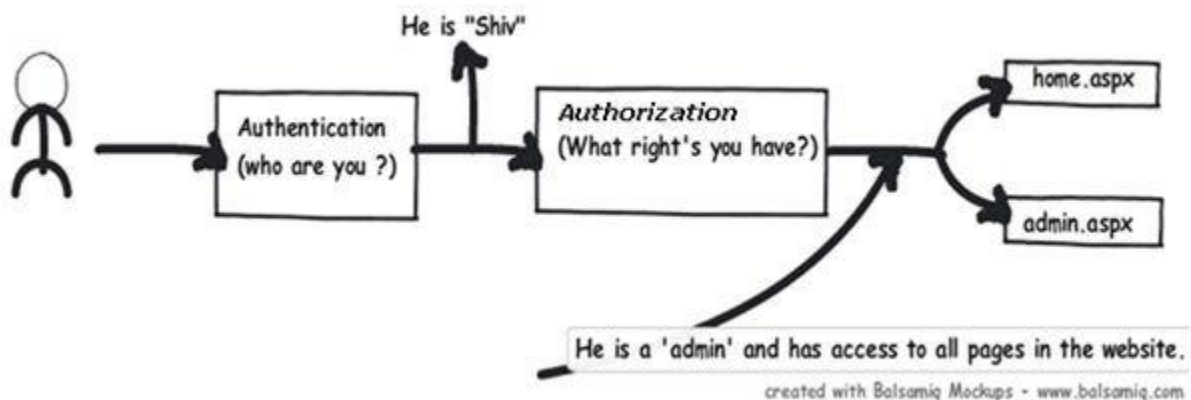 He is "Shiv"
Authentication
(who are you ?)
Authorization
(What right's you have?)
home.aspx
admin.aspx
He is a 'admin' and has access to all pages in the website.
created with Balsamiq Mockups - www.balsamiq.com